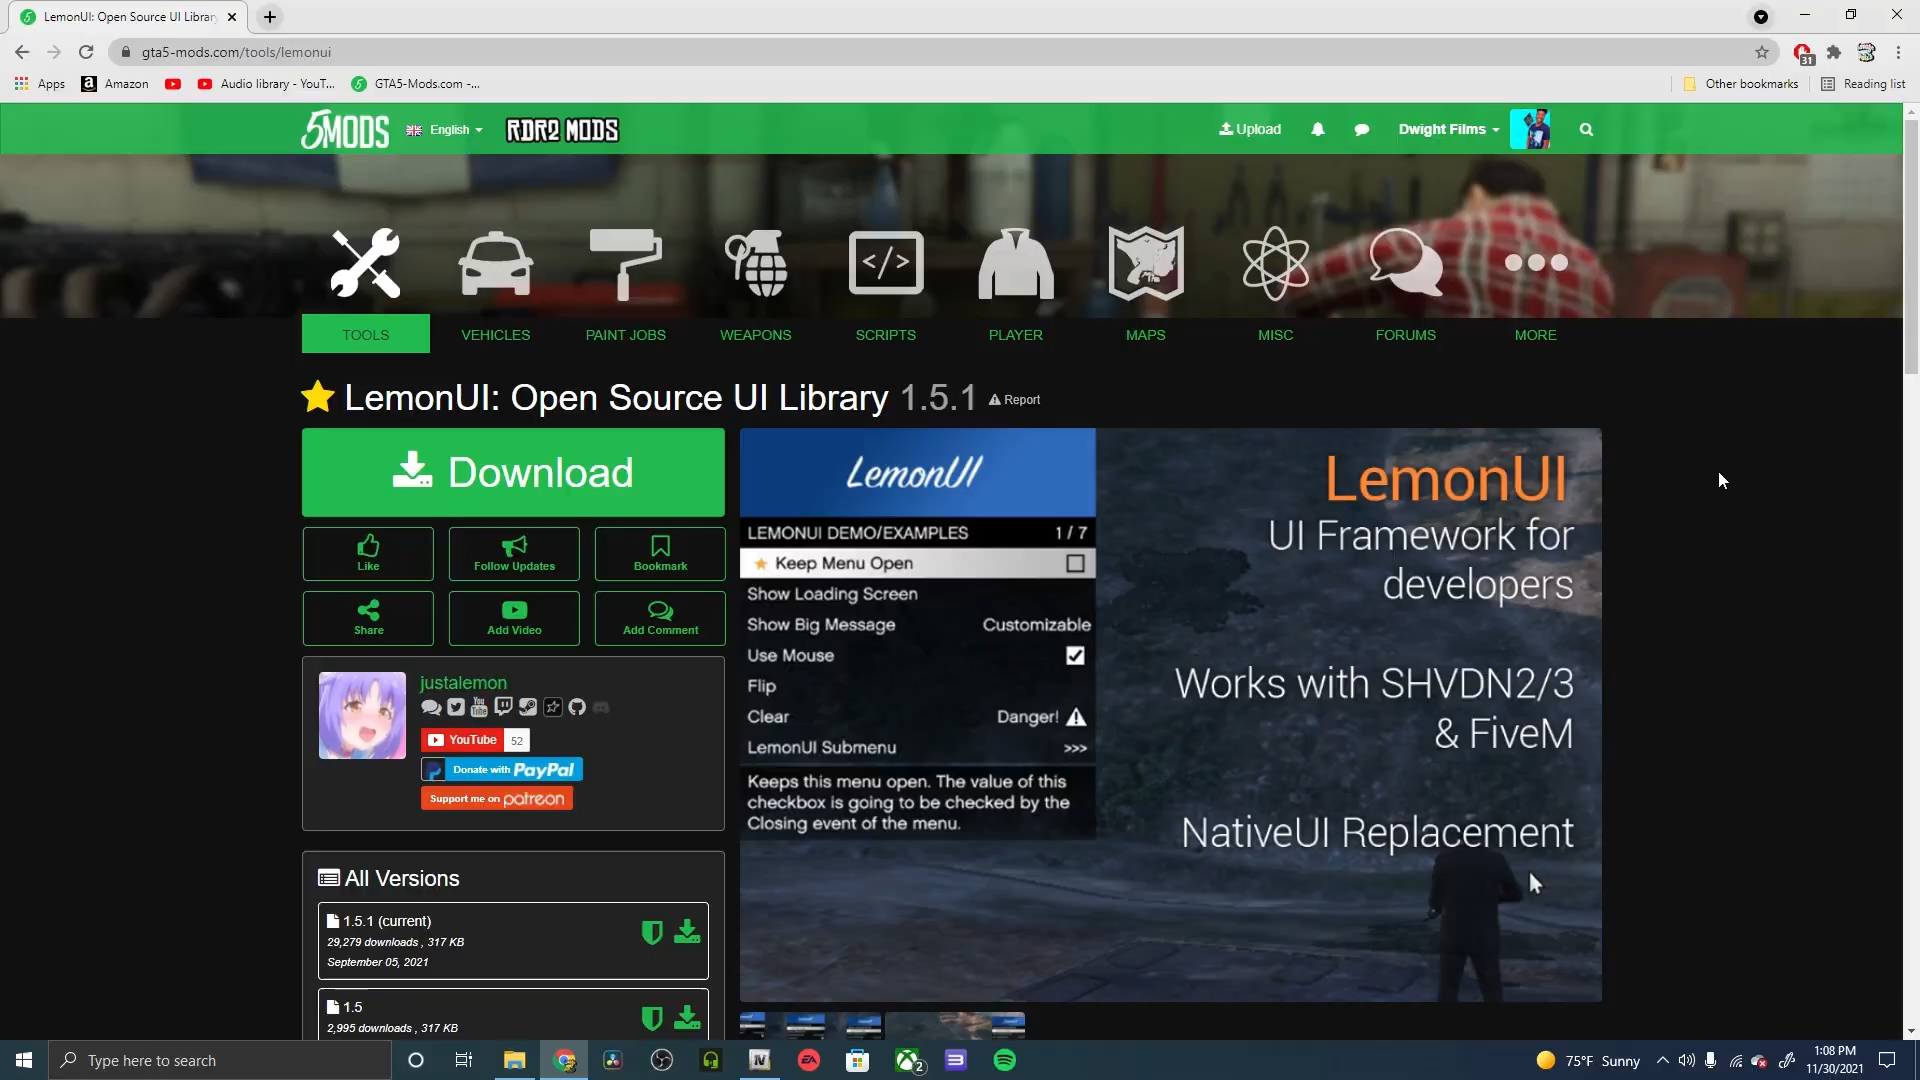 LemonUI: Open Source UI Librar
gta5-mods.com/tools/lemonui
31
Apps
Amazon
Audio library - YouT...
GTA5-Mods.com -...
Other bookmarks
Reading list
5MODS
English
RDR2 MODS
Upload
Dwight Films
TOOLS
VEHICLES
PAINT JOBS
WEAPONS
SCRIPTS
PLAYER
MAPS
MISC
FORUMS
MORE
LemonUI: Open Source UI Library 1.5.1 Report
Download
Like
Follow Updates
Bookmark
Share
Add Video
Add Comment
justalemon
YouTube 52
Donate with PayPal
Support me on patreon
All Versions
1.5.1 (current)
29,279 downloads , 317 KB
September 05, 2021
1.5
2,995 downloads , 317 KB
LemonUI
LEMONUI DEMO/EXAMPLES 1 / 7
Keep Menu Open
Show Loading Screen
Show Big Message Customizable
Use Mouse
Flip
Clear Danger!
LemonUI Submenu >>>
Keeps this menu open. The value of this
checkbox is going to be checked by the
Closing event of the menu.
LemonUI
UI Framework for
developers
Works with SHVDN2/3
& FiveM
NativeUI Replacement
Type here to search
IV
EA
2
75°F Sunny
1:08 PM
11/30/2021